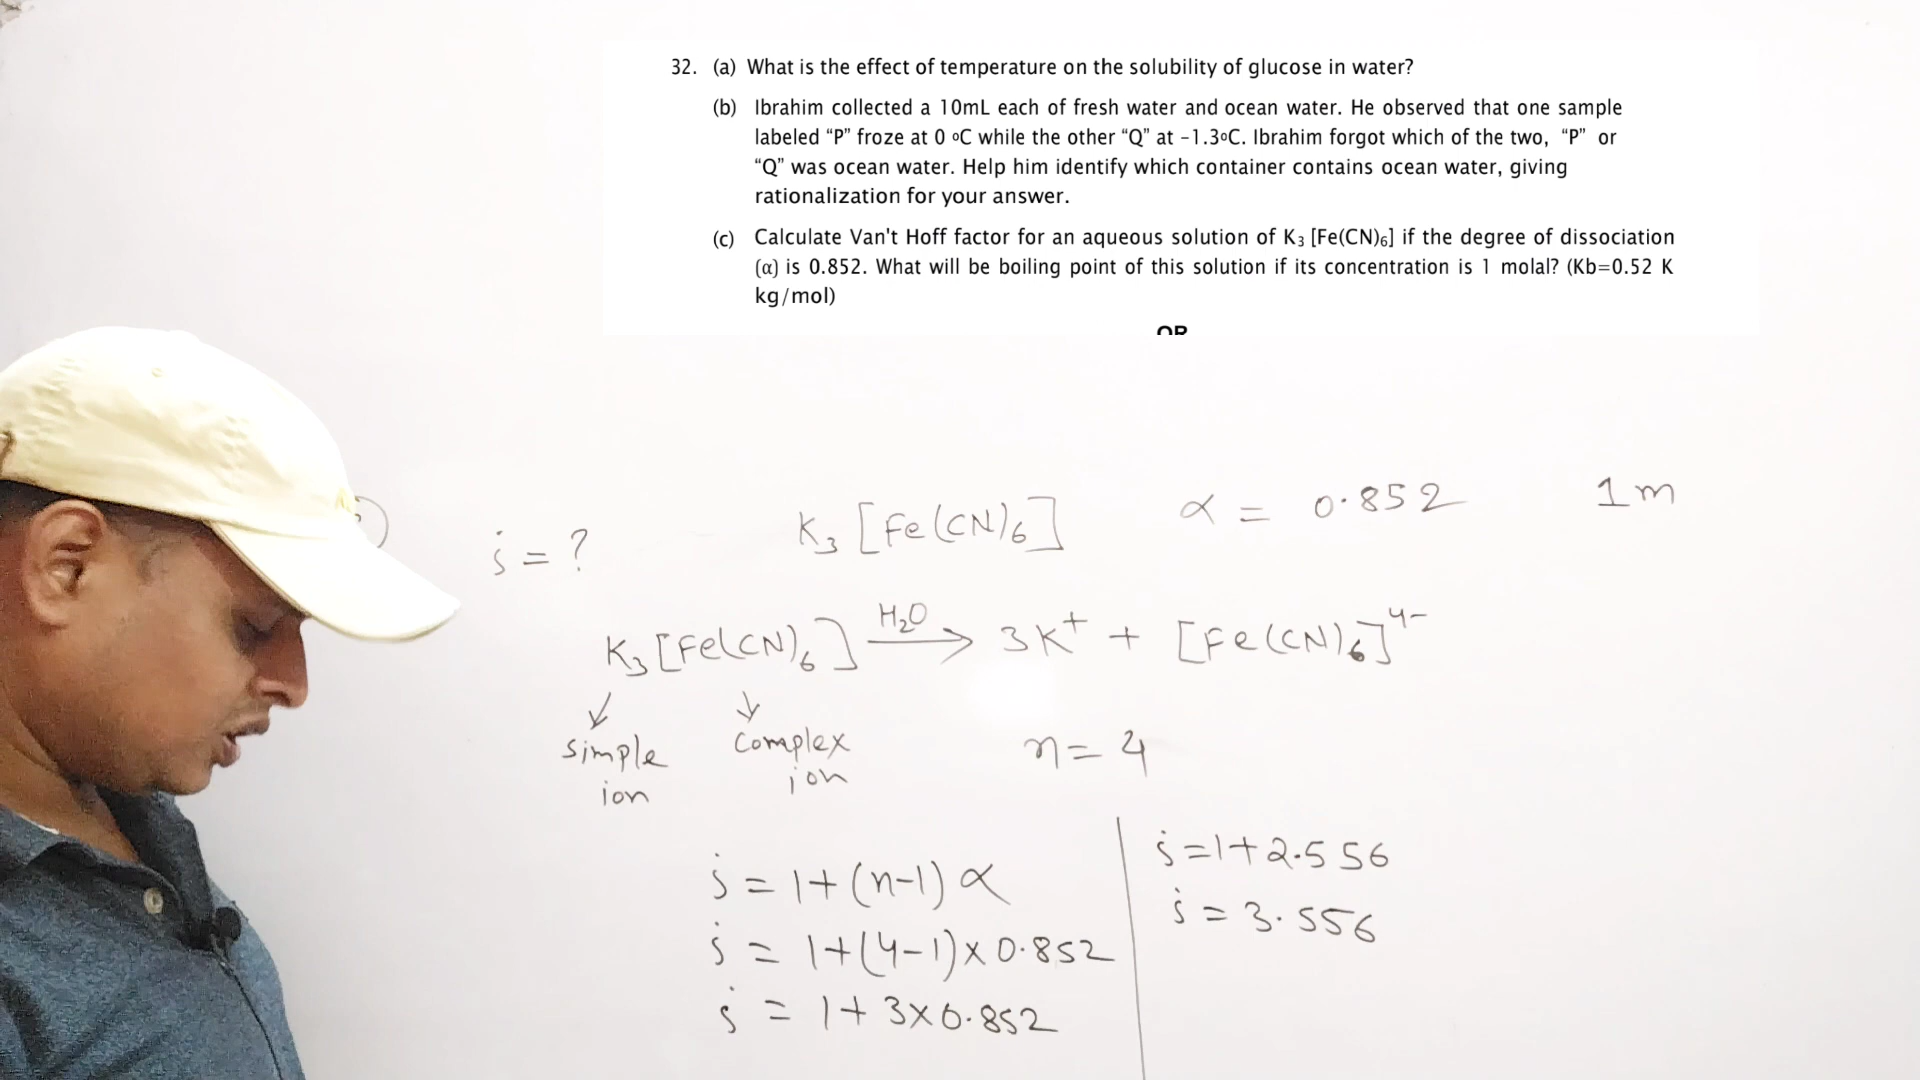 32. (a) What is the effect of temperature on the solubility of glucose in water?
(b) Ibrahim collected a 10mL each of fresh water and ocean water. He observed that one sample
labeled “P” froze at 0 ᵒC while the other “Q” at -1.3ᵒC. Ibrahim forgot which of the two, “P” or
“Q” was ocean water. Help him identify which container contains ocean water, giving
rationalization for your answer.
(c) Calculate Van't Hoff factor for an aqueous solution of K₃ [Fe(CN)₆] if the degree of dissociation
(α) is 0.852. What will be boiling point of this solution if its concentration is 1 molal? (Kb=0.52 K
kg/mol)
OR
i = ? K₃ [Fe(CN)₆] α = 0.852 1m
K₃[Fe(CN)₆] H₂O → 3K⁺ + [Fe(CN)₆]⁴⁻
↓ ↓
simple complex n = 4
ion ion
i = 1+(n-1) α
i = 1+(4-1)×0.852
i = 1+ 3×0.852
i = 1+2.556
i = 3.556